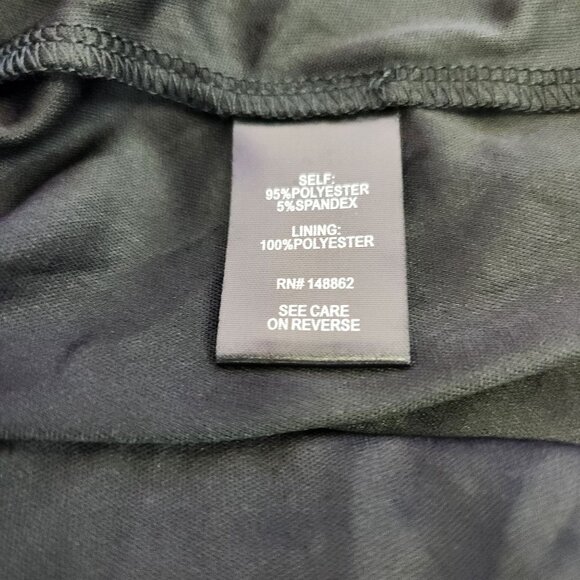 SELF:
95%POLYESTER
5%SPANDEX
LINING:
100%POLYESTER
RN# 148862
SEE CARE
ON REVERSE